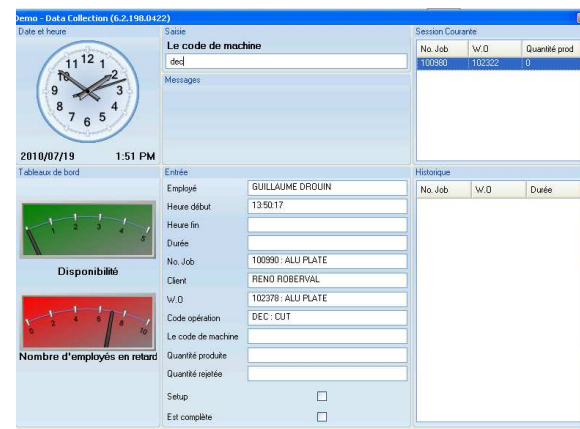 Demo - Data Collection (6.2.198.0422)
Date et heure
12
1
2
3
4
5
6
7
8
9
10
11
2010/07/19 1:51 PM
Saisie
Le code de machine
dec
Messages
Session Courante
No. Job W.O Quantité prod
100980 102322 0
Tableaux de bord
1 2 3 4 5
Disponibilité
0 2 4 6 8 10
Nombre d'employés en retard
Entrée
Employé GUILLAUME DROUIN
Heure début 13:50:17
Heure fin
Durée
No. Job 100990 : ALU PLATE
Client RENO ROBERVAL
W.O 102378 : ALU PLATE
Code opération DEC : CUT
Le code de machine
Quantité produite
Quantité rejetée
Setup
Est complète
Historique
No. Job W.O Durée